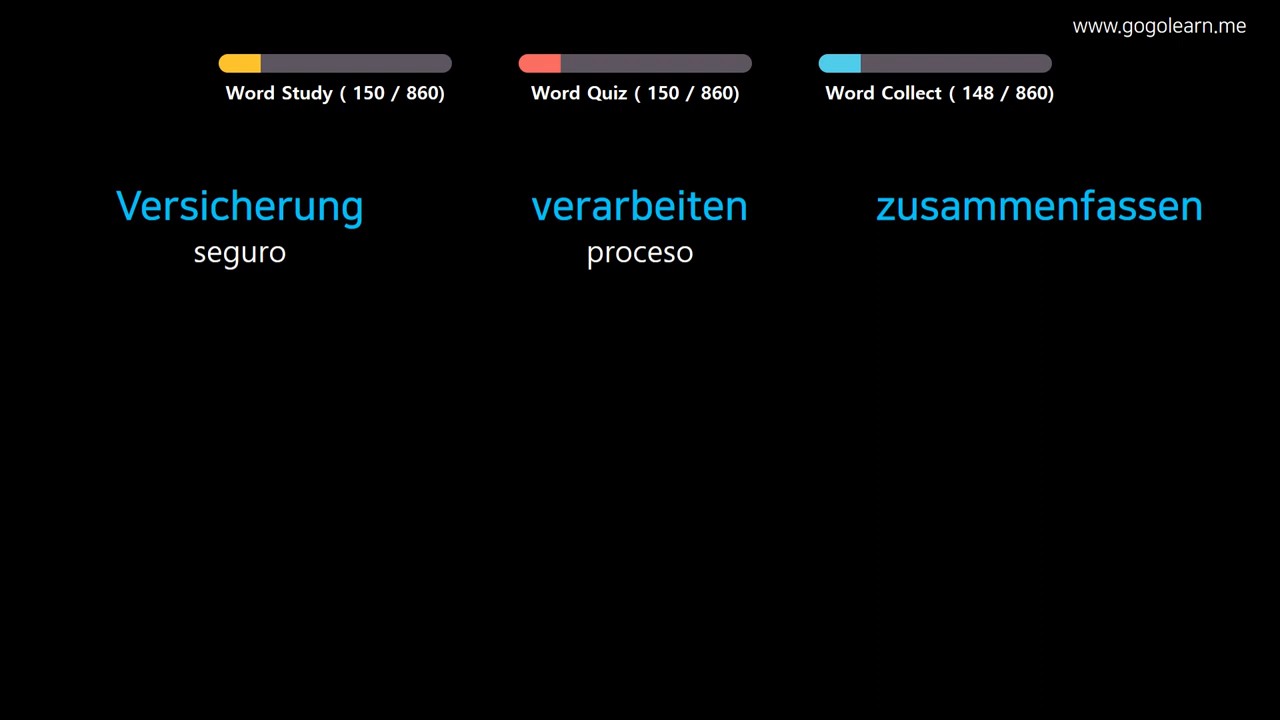 www.gogolearn.me
Word Study ( 150 / 860)
Word Quiz ( 150 / 860)
Word Collect ( 148 / 860)
Versicherung
seguro
verarbeiten
proceso
zusammenfassen